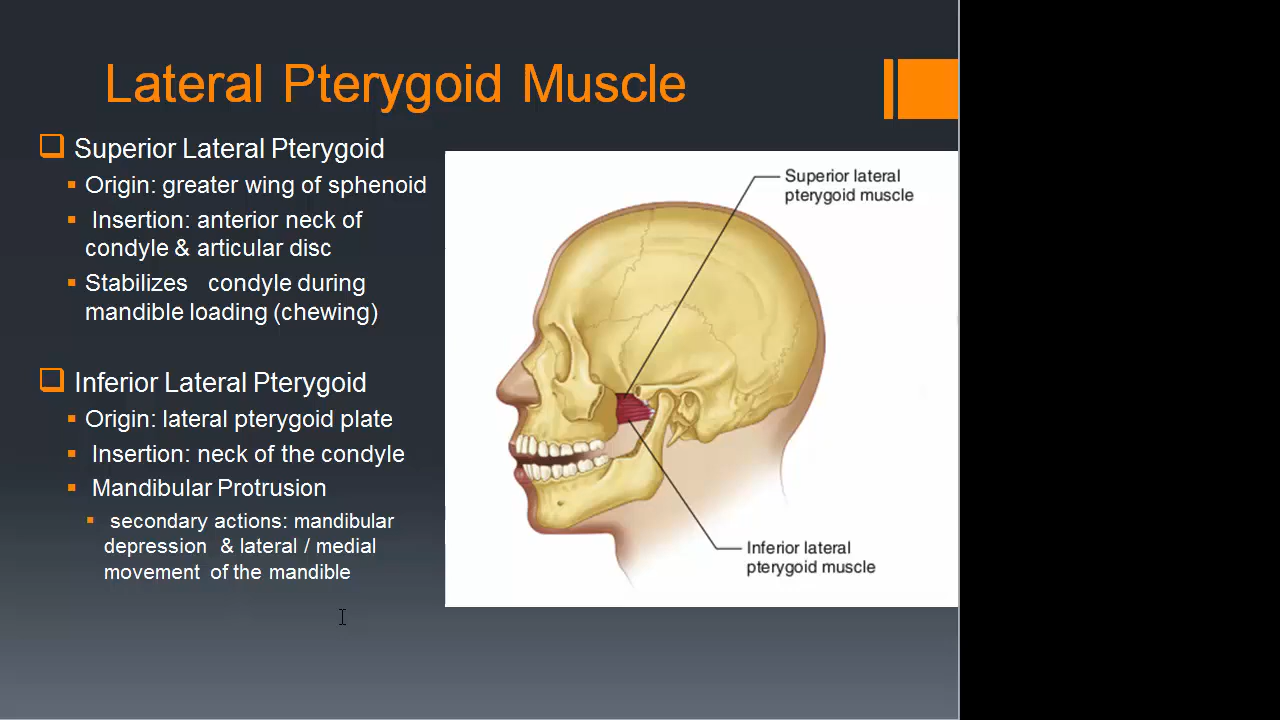 Lateral Pterygoid Muscle
Superior Lateral Pterygoid
Origin: greater wing of sphenoid
Insertion: anterior neck of
condyle & articular disc
Stabilizes condyle during
mandible loading (chewing)
Inferior Lateral Pterygoid
Origin: lateral pterygoid plate
Insertion: neck of the condyle
Mandibular Protrusion
secondary actions: mandibular
depression & lateral / medial
movement of the mandible
Superior lateral
pterygoid muscle
Inferior lateral
pterygoid muscle